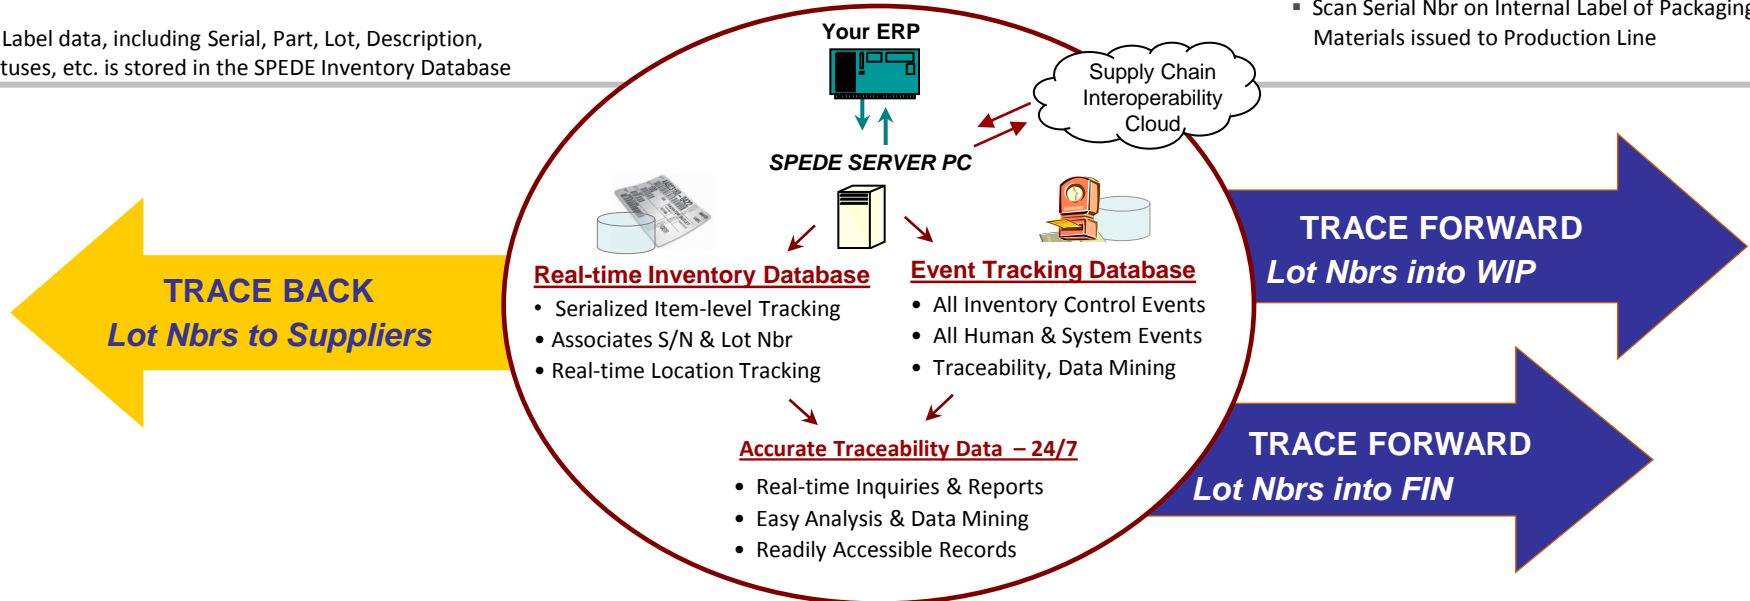 Label data, including Serial, Part, Lot, Description,
tuses, etc. is stored in the SPEDE Inventory Database
▪ Scan Serial Nbr on Internal Label of Packaging
Materials issued to Production Line
Your ERP
Supply Chain
Interoperability
Cloud
SPEDE SERVER PC
TRACE BACK
Lot Nbrs to Suppliers
Real-time Inventory Database
• Serialized Item-level Tracking
• Associates S/N & Lot Nbr
• Real-time Location Tracking
Event Tracking Database
• All Inventory Control Events
• All Human & System Events
• Traceability, Data Mining
Accurate Traceability Data – 24/7
• Real-time Inquiries & Reports
• Easy Analysis & Data Mining
• Readily Accessible Records
TRACE FORWARD
Lot Nbrs into WIP
TRACE FORWARD
Lot Nbrs into FIN